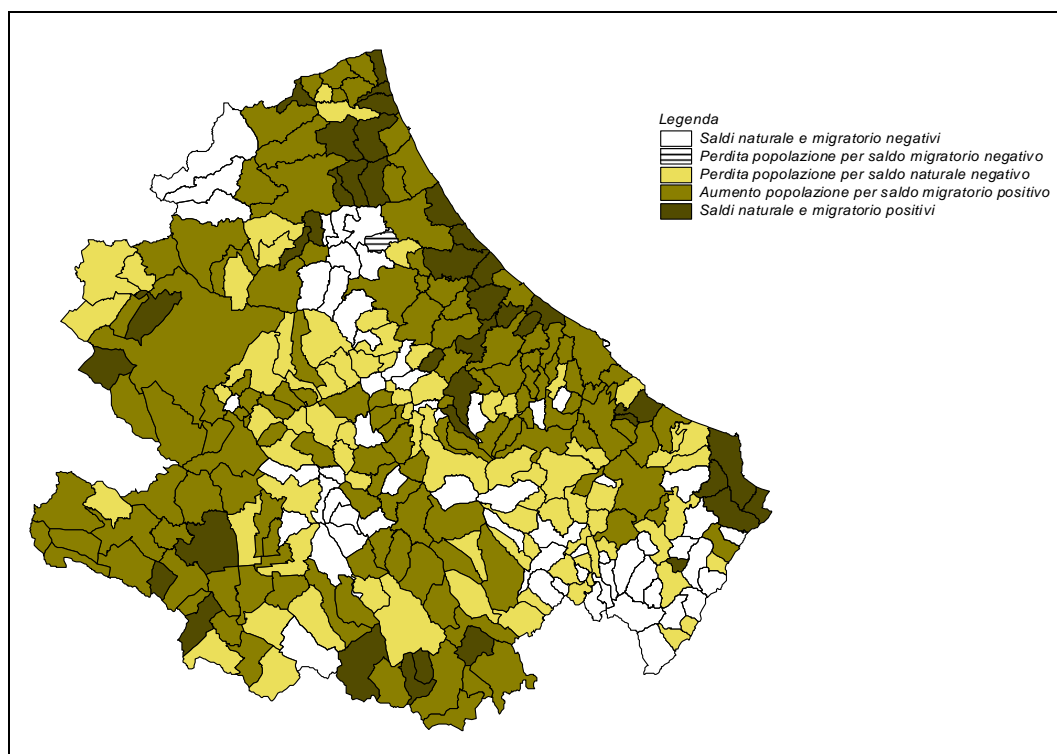 Legenda
Saldi naturale e migratorio negativi
Perdita popolazione per saldo migratorio negativo
Perdita popolazione per saldo naturale negativo
Aumento popolazione per saldo migratorio positivo
Saldi naturale e migratorio positivi